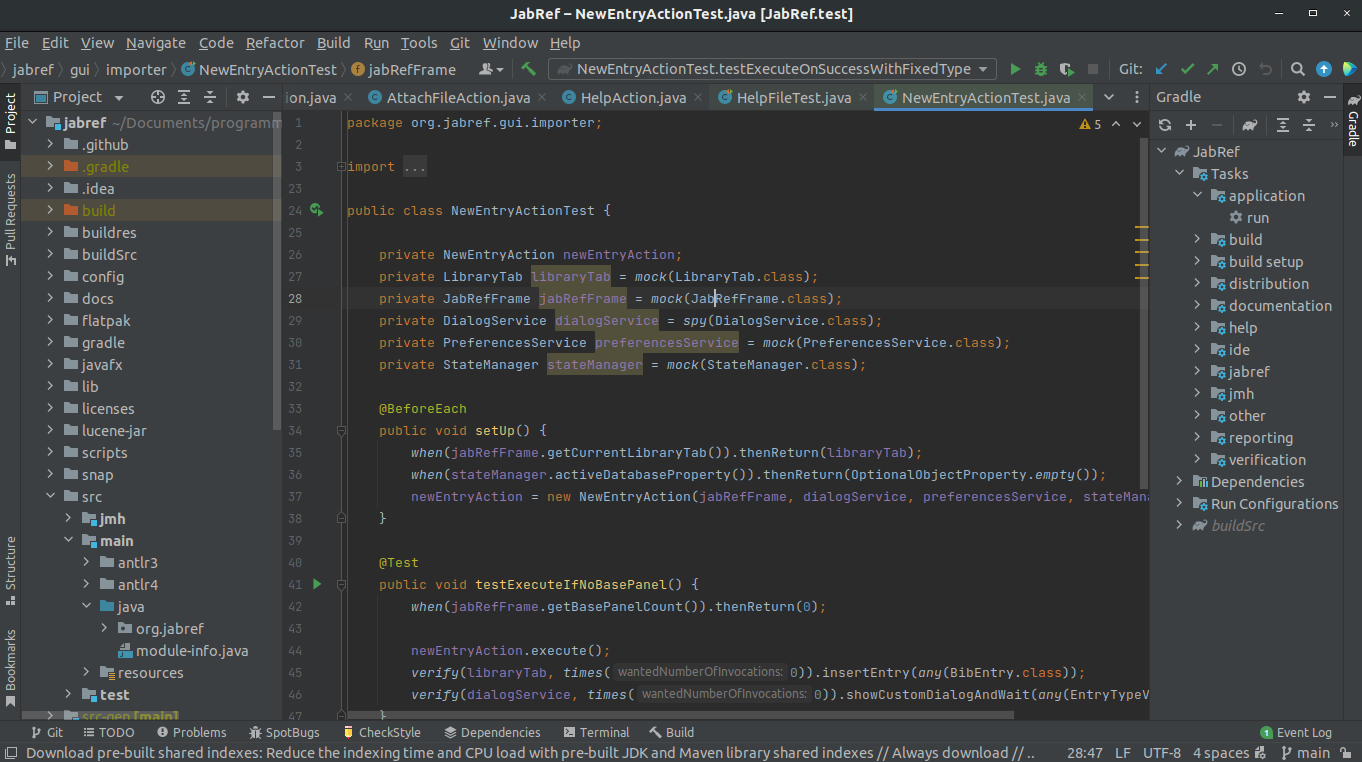 JabRef – NewEntryActionTest.java [JabRef.test]
File Edit View Navigate Code Refactor Build Run Tools Git Window Help
jabref gui importer NewEntryActionTest jabRefFrame NewEntryActionTest.testExecuteOnSuccessWithFixedType Git:
Project
ion.java AttachFileAction.java HelpAction.java HelpFileTest.java NewEntryActionTest.java
Gradle
Project
Pull Requests
Structure
Bookmarks
jabref ~/Documents/programm
.github
.gradle
.idea
build
buildres
buildSrc
config
docs
flatpak
gradle
javafx
lib
licenses
lucene-jar
scripts
snap
src
jmh
main
antlr3
antlr4
java
org.jabref
module-info.java
resources
test
src-gen [main]
5
1 package org.jabref.gui.importer;
2
3 import ...
23
24 public class NewEntryActionTest {
25
26 private NewEntryAction newEntryAction;
27 private LibraryTab libraryTab = mock(LibraryTab.class);
28 private JabRefFrame jabRefFrame = mock(JabRefFrame.class);
29 private DialogService dialogService = spy(DialogService.class);
30 private PreferencesService preferencesService = mock(PreferencesService.class);
31 private StateManager stateManager = mock(StateManager.class);
32
33 @BeforeEach
34 public void setUp() {
35 when(jabRefFrame.getCurrentLibraryTab()).thenReturn(libraryTab);
36 when(stateManager.activeDatabaseProperty()).thenReturn(OptionalObjectProperty.empty());
37 newEntryAction = new NewEntryAction(jabRefFrame, dialogService, preferencesService, stateMana
38 }
39
40 @Test
41 public void testExecuteIfNoBasePanel() {
42 when(jabRefFrame.getBasePanelCount()).thenReturn(0);
43
44 newEntryAction.execute();
45 verify(libraryTab, times( wantedNumberOfInvocations: 0)).insertEntry(any(BibEntry.class));
46 verify(dialogService, times( wantedNumberOfInvocations: 0)).showCustomDialogAndWait(any(EntryTypeV
47 }
JabRef
Tasks
application
run
build
build setup
distribution
documentation
help
ide
jabref
jmh
other
reporting
verification
Dependencies
Run Configurations
buildSrc
Gradle
Git TODO Problems SpotBugs CheckStyle Dependencies Terminal Build 1 Event Log
Download pre-built shared indexes: Reduce the indexing time and CPU load with pre-built JDK and Maven library shared indexes // Always download // .. 28:47 LF UTF-8 4 spaces main